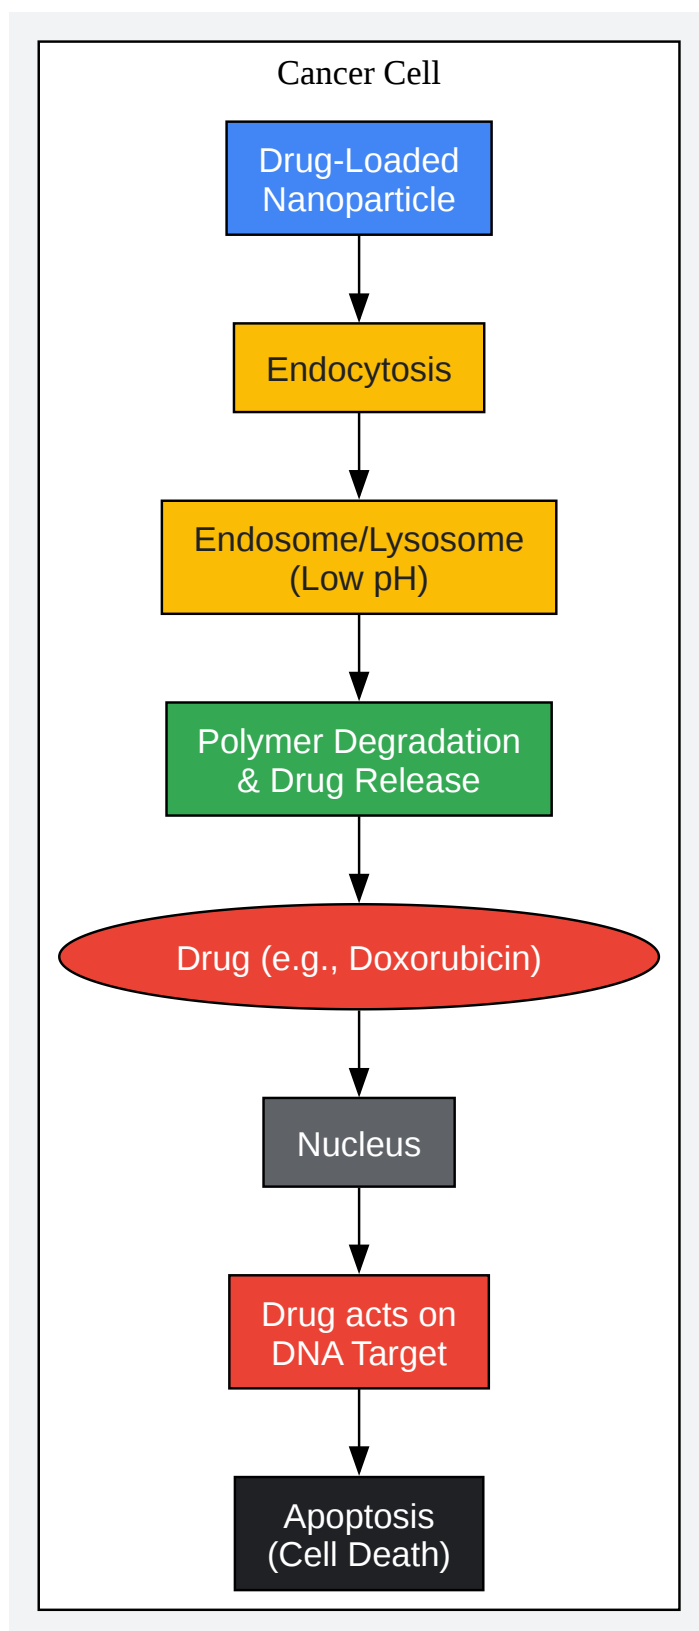 Cancer Cell
Drug-Loaded
Nanoparticle
Endocytosis
Endosome/Lysosome
(Low pH)
Polymer Degradation
& Drug Release
Drug (e.g., Doxorubicin)
Nucleus
Drug acts on
DNA Target
Apoptosis
(Cell Death)